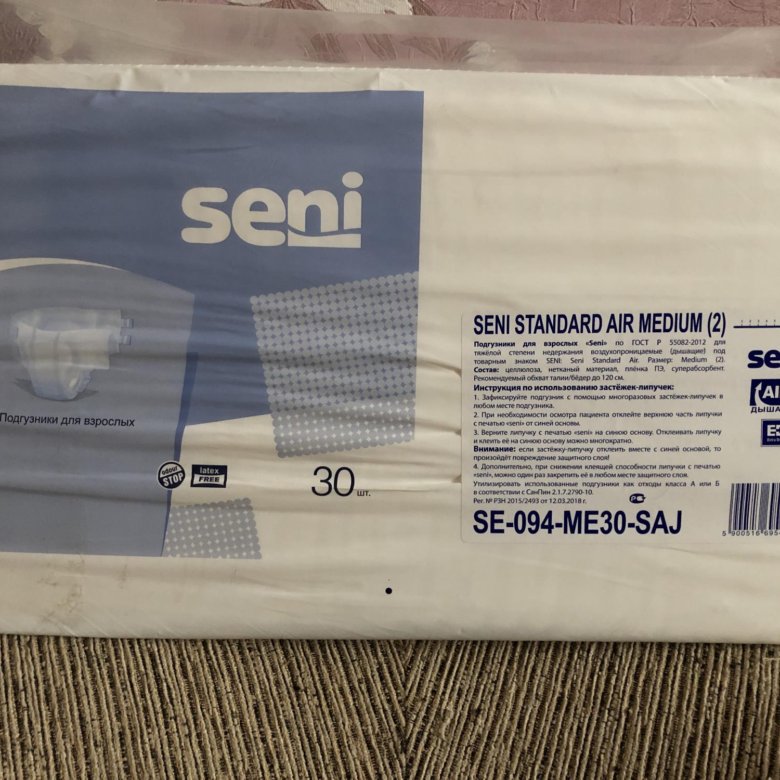 seni
Подгузники для взрослых
odour
STOP
latex
FREE
30 шт.
SENI STANDARD AIR MEDIUM (2)
Подгузники для взрослых «Seni» по ГОСТ Р 55082-2012 для
тяжёлой степени недержания воздухопроницаемые (дышащие) под
товарным знаком SENI: Seni Standard Air. Размер: Medium (2).
Состав: целлюлоза, нетканый материал, плёнка ПЭ, суперабсорбент.
Рекомендуемый обхват талии/бёдер до 120 см.
Инструкция по использованию застёжек-липучек:
1. Зафиксируйте подгузник с помощью многоразовых застёжек-липучек в
любом месте подгузника.
2. При необходимости осмотра пациента отклейте верхнюю часть липучки
с печатью «seni» от синей основы.
3. Верните липучку с печатью «seni» на синюю основу. Отклеивать липучку
и клеить её на синюю основу можно многократно.
Внимание: если застёжку-липучку отклеить вместе с синей основой, то
произойдёт повреждение защитного слоя!
4. Дополнительно, при снижении клеящей способности липучки с печатью
«seni», можно один раз закрепить её в любом месте защитного слоя.
Утилизировать использованные подгузники как отходы класса А или Б
в соответствии с СанПин 2.1.7.2790-10.
Рег. № РЗН 2015/2493 от 12.03.2018 г.
SE-094-ME30-SAJ
se
AI
ДЫША
5 900516 695